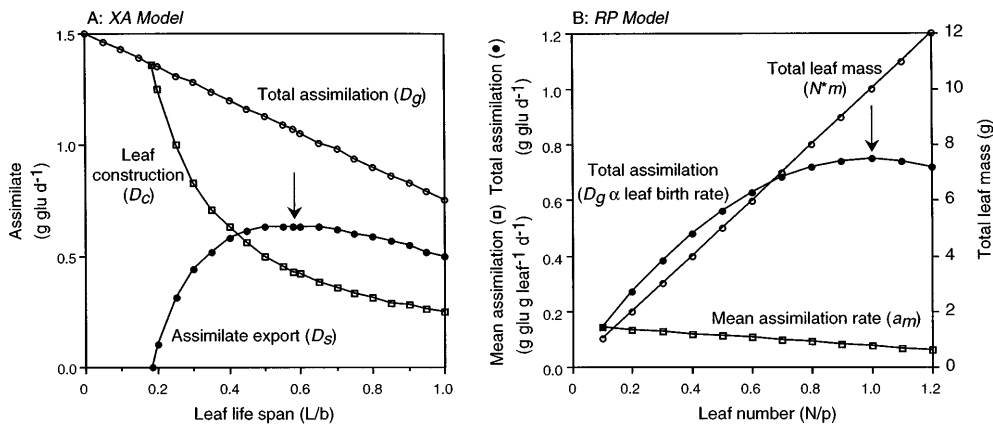 A: XA Model
1.5
1.0
0.5
0.0
Assimilate
(g glu d⁻¹)
Total assimilation (Dg)
Leaf
construction
(Dc)
Assimilate export (Ds)
0 0.2 0.4 0.6 0.8 1.0
Leaf life span (L/b)
B: RP Model
Mean assimilation (□) Total assimilation (●)
(g glu g leaf⁻¹ d⁻¹) (g glu d⁻¹)
1.2
1.0
0.8
0.6
0.4
0.2
0.0
Total leaf mass
(N*m)
Total assimilation
(Dg α leaf birth rate)
Mean assimilation rate (am)
0.2 0.4 0.6 0.8 1.0 1.2
Leaf number (N/p)
12
10
8
6
4
2
0
Total leaf mass (g)